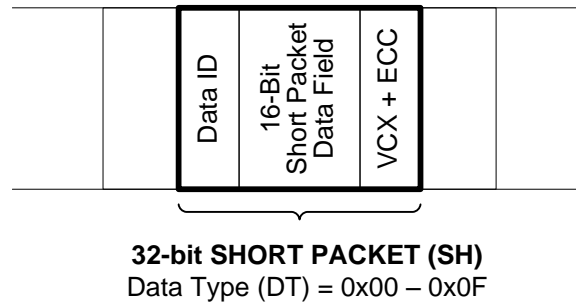 Data ID
16-Bit
Short Packet
Data Field
VCX + ECC
32-bit SHORT PACKET (SH)
Data Type (DT) = 0x00 – 0x0F